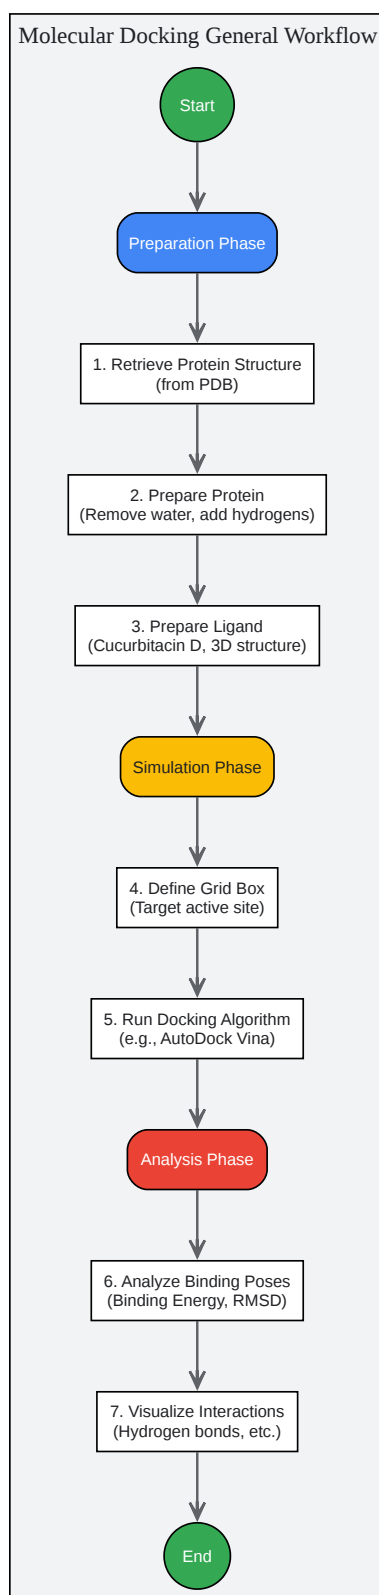 Molecular Docking General Workflow
Start
Preparation Phase
1. Retrieve Protein Structure
(from PDB)
2. Prepare Protein
(Remove water, add hydrogens)
3. Prepare Ligand
(Cucurbitacin D, 3D structure)
Simulation Phase
4. Define Grid Box
(Target active site)
5. Run Docking Algorithm
(e.g., AutoDock Vina)
Analysis Phase
6. Analyze Binding Poses
(Binding Energy, RMSD)
7. Visualize Interactions
(Hydrogen bonds, etc.)
End